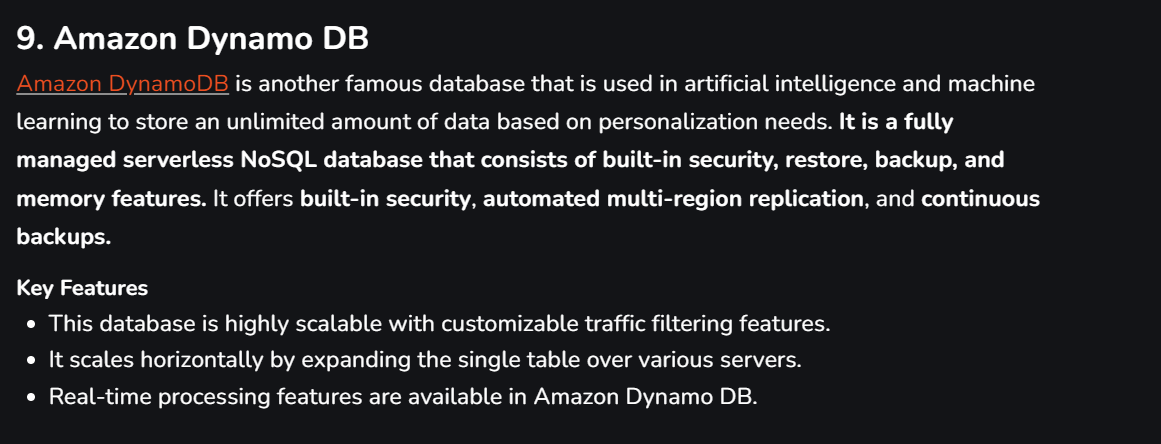 9. Amazon Dynamo DB
Amazon DynamoDB is another famous database that is used in artificial intelligence and machine
learning to store an unlimited amount of data based on personalization needs. It is a fully
managed serverless NoSQL database that consists of built-in security, restore, backup, and
memory features. It offers built-in security, automated multi-region replication, and continuous
backups.
Key Features
• This database is highly scalable with customizable traffic filtering features.
• It scales horizontally by expanding the single table over various servers.
• Real-time processing features are available in Amazon Dynamo DB.